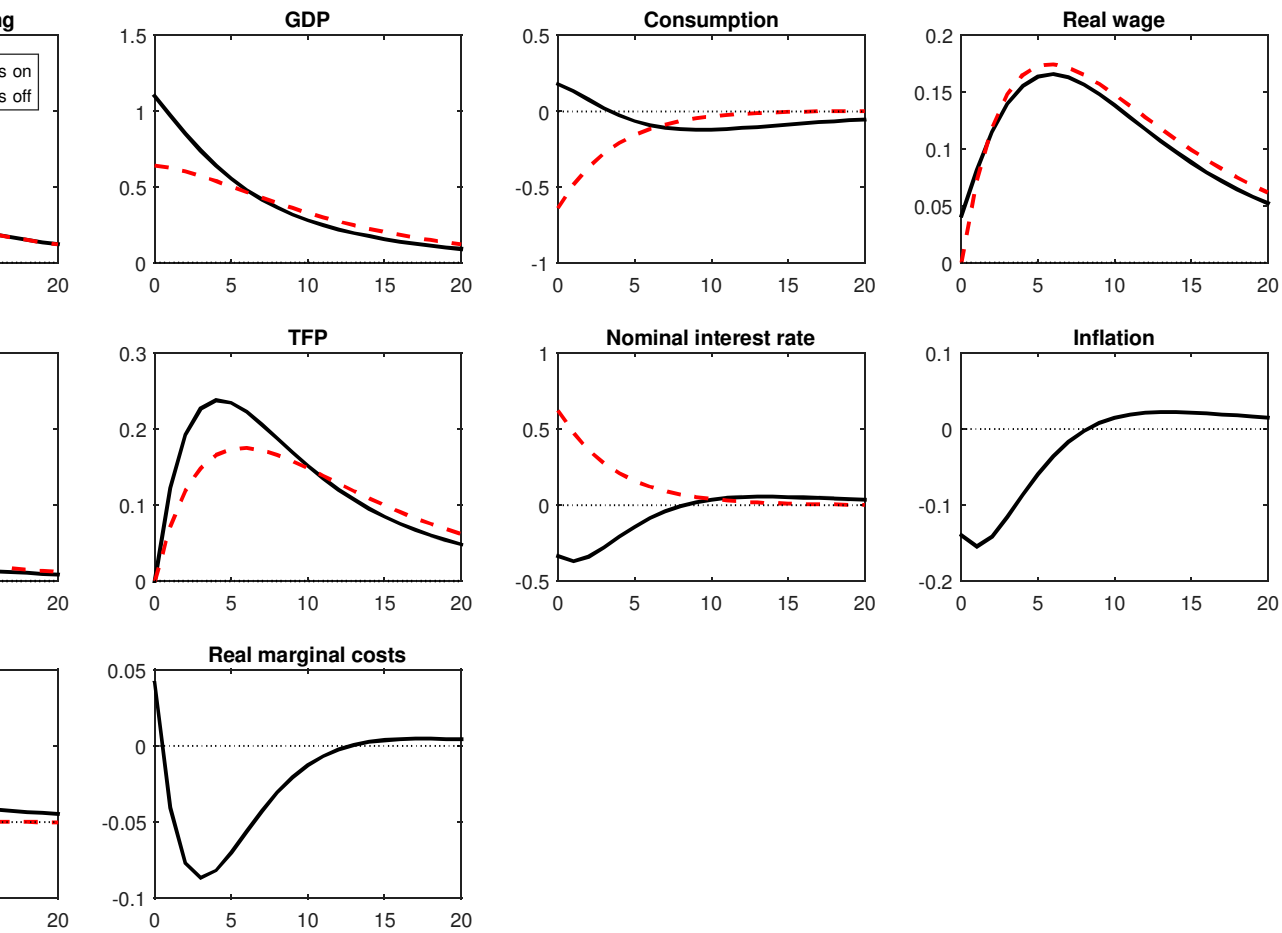 ng
s on
s off
20
GDP
1.5
1
0.5
0
0 5 10 15 20
Consumption
0.5
0
-0.5
-1
0 5 10 15 20
Real wage
0.2
0.15
0.1
0.05
0
0 5 10 15 20
20
TFP
0.3
0.2
0.1
0
0 5 10 15 20
Nominal interest rate
1
0.5
0
-0.5
0 5 10 15 20
Inflation
0.1
0
-0.1
-0.2
0 5 10 15 20
20
Real marginal costs
0.05
0
-0.05
-0.1
0 5 10 15 20